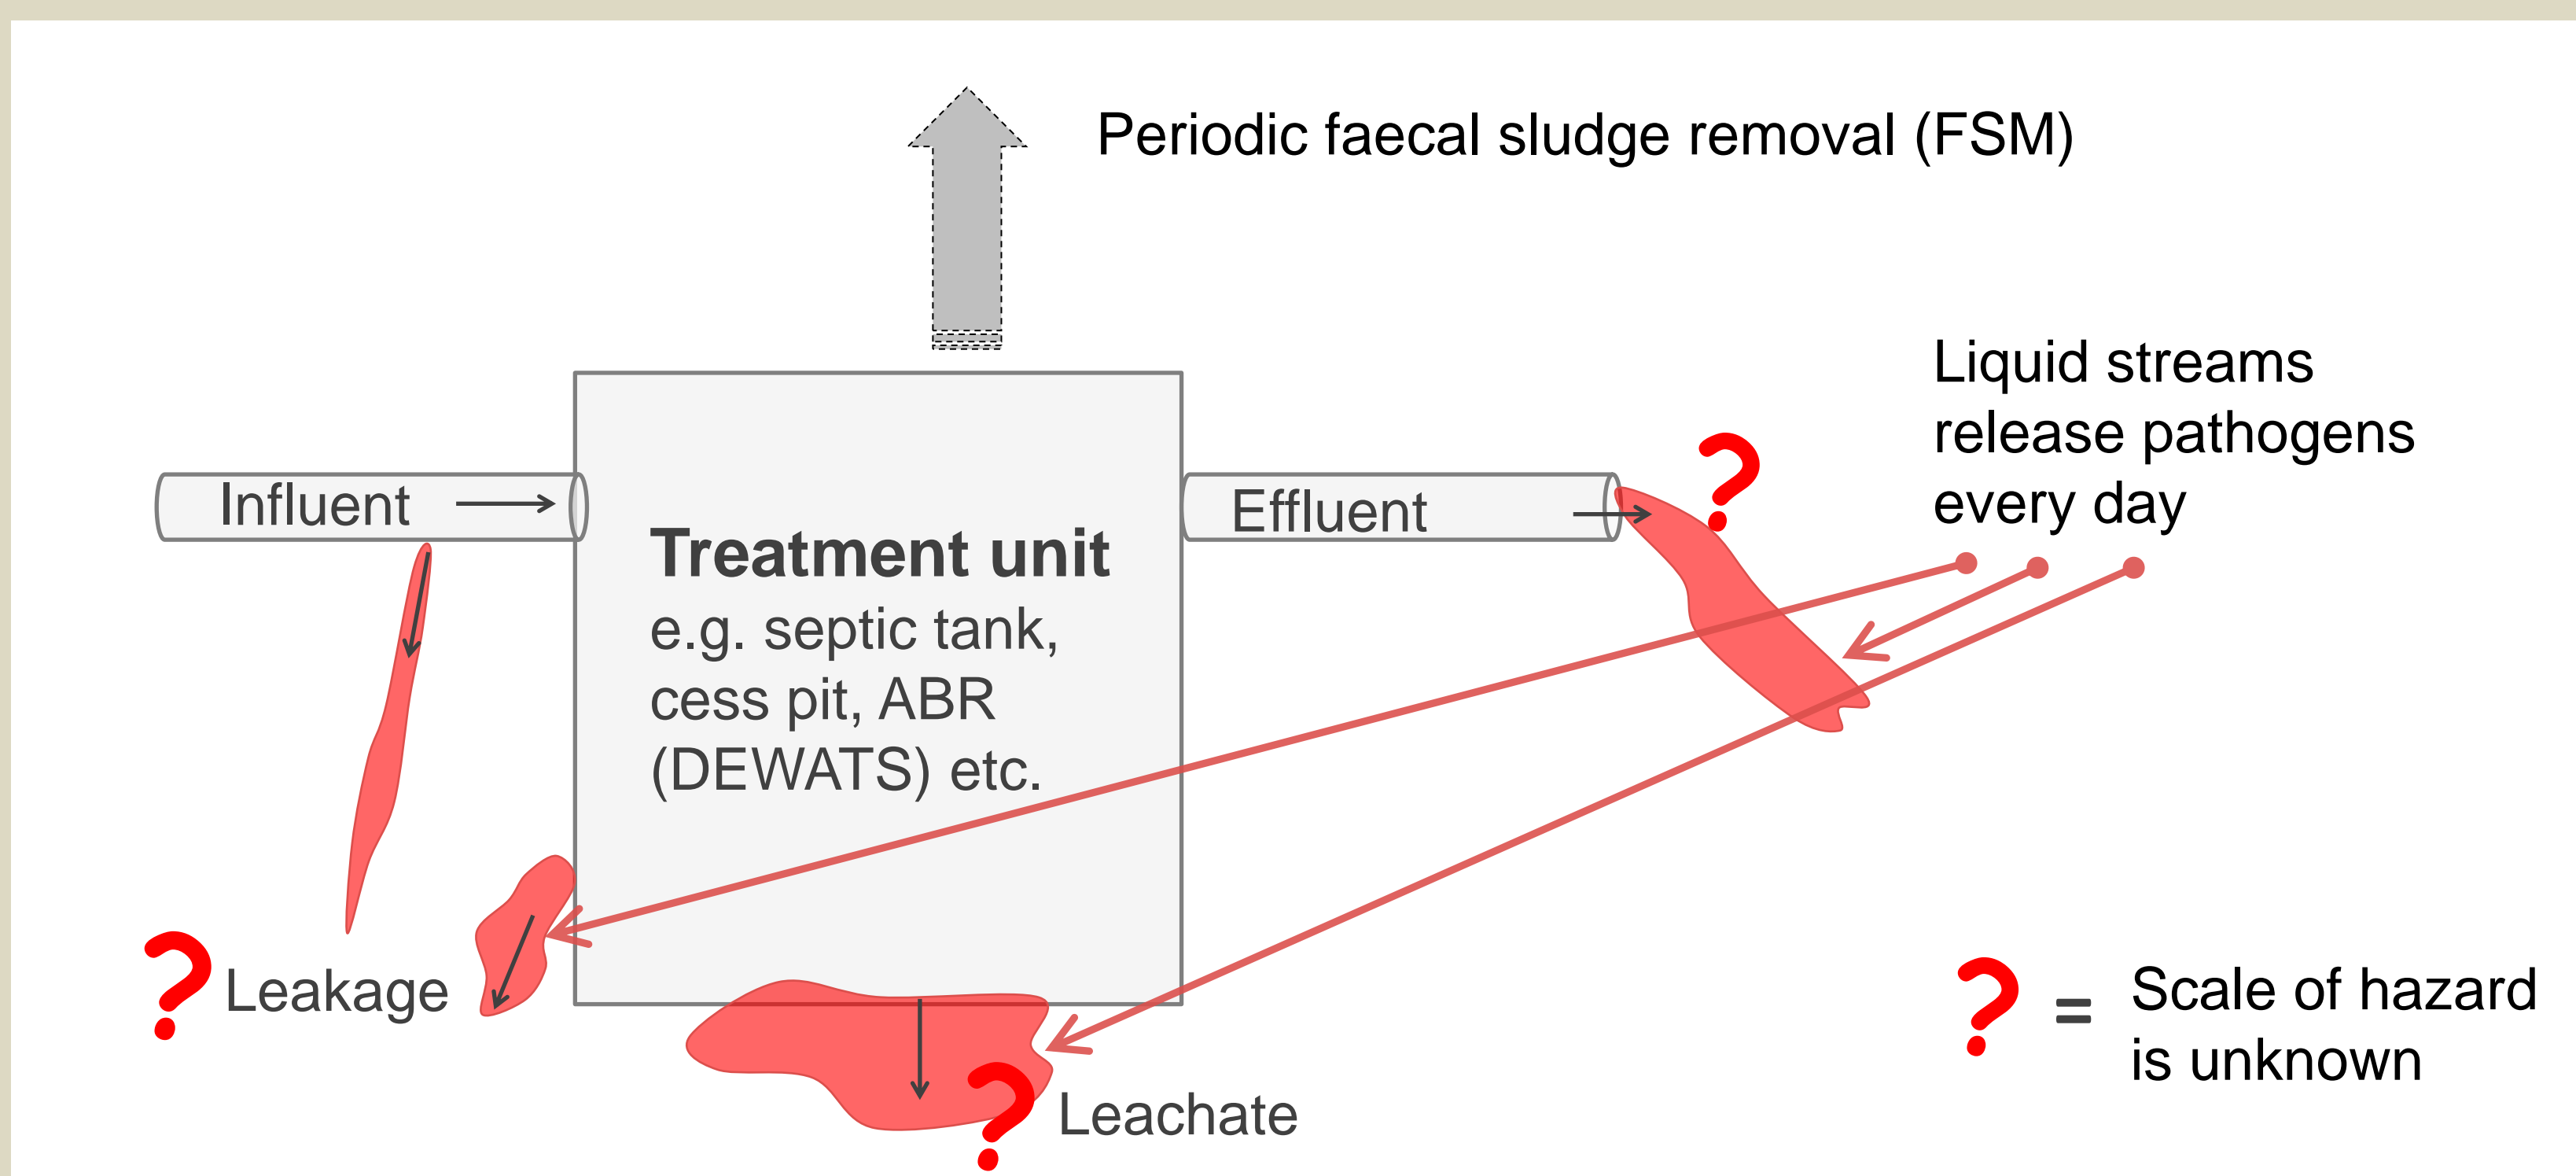 Periodic faecal sludge removal (FSM)
Liquid streams
release pathogens
every day
?
Influent
Effluent
Treatment unit
e.g. septic tank,
cess pit, ABR
(DEWATS) etc.
? Leakage
? Leachate
? = Scale of hazard
is unknown